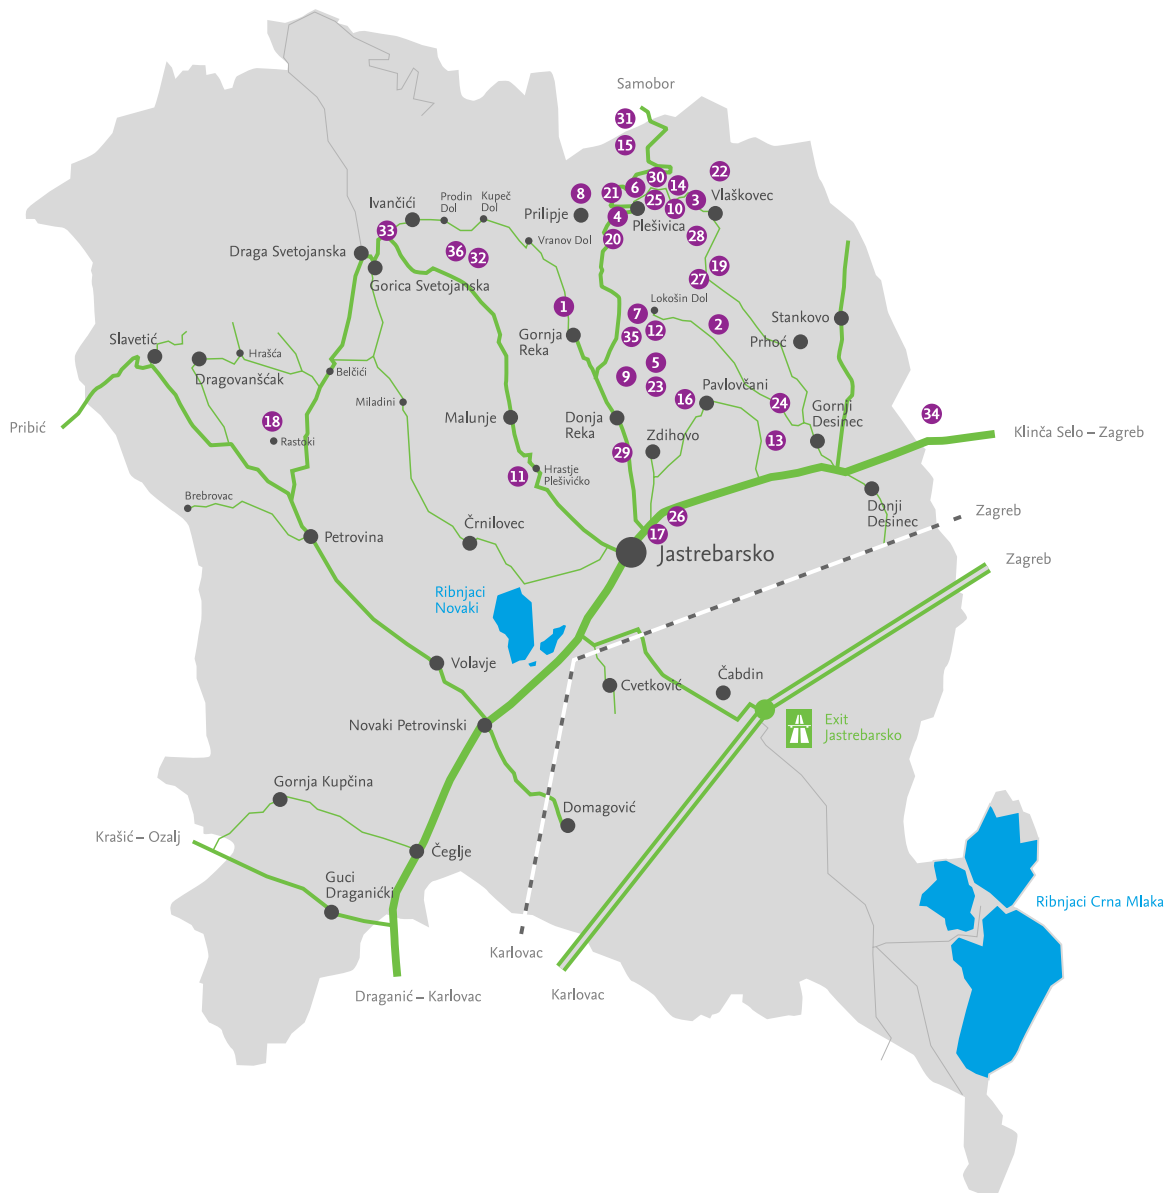 Samobor
31
15
30
22
14
6
21
8
3
25
Vlaškovec
Prodin
Dol
Kupeč
Dol
Ivančići
Prilipje
4
Plešivica
10
33
Vranov Dol
20
28
Draga Svetojanska
36
32
19
Gorica Svetojanska
27
1
Lokošin Dol
7
2
Stankovo
12
Gornja
Reka
35
Prhoć
Slavetić
Hrašća
Dragovanšćak
Belčići
5
9
23
Pavlovčani
16
24
Miladini
Gornji
Desinec
34
Pribić
18
Rastoki
Malunje
Donja
Reka
Zdihovo
13
Klinča Selo – Zagreb
29
11
Hrastje
Plešivičko
Brebrovac
Donji
Desinec
26
Zagreb
Črnilovec
17
Petrovina
Jastrebarsko
Zagreb
Ribnjaci
Novaki
Volavje
Cvetković
Čabdin
Novaki Petrovinski
Exit
Jastrebarsko
Gornja Kupčina
Domagović
Krašić – Ozalj
Čeglje
Guci
Draganićki
Ribnjaci Crna Mlaka
Karlovac
Draganić – Karlovac
Karlovac